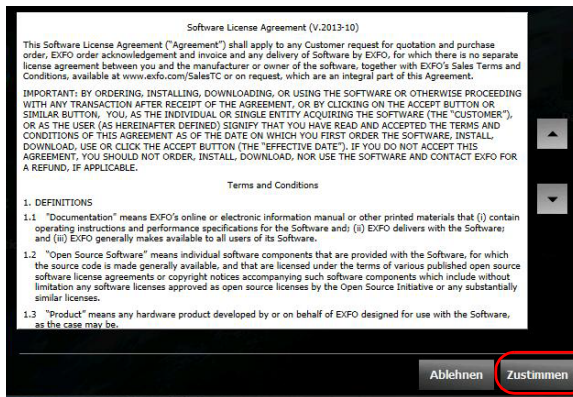 Software License Agreement (V.2013-10)
This Software License Agreement ("Agreement") shall apply to any Customer request for quotation and purchase
order, EXFO order acknowledgement and invoice and any delivery of Software by EXFO, for which there is no separate
license agreement between you and the manufacturer or owner of the software, together with EXFO's Sales Terms and
Conditions, available at www.exfo.com/SalesTC or on request, which are an integral part of this Agreement.
IMPORTANT: BY ORDERING, INSTALLING, DOWNLOADING, OR USING THE SOFTWARE OR OTHERWISE PROCEEDING
WITH ANY TRANSACTION AFTER RECEIPT OF THE AGREEMENT, OR BY CLICKING ON THE ACCEPT BUTTON OR
SIMILAR BUTTON, YOU, AS THE INDIVIDUAL OR SINGLE ENTITY ACQUIRING THE SOFTWARE (THE "CUSTOMER"),
OR AS THE USER (AS HEREINAFTER DEFINED) SIGNIFY THAT YOU HAVE READ AND ACCEPTED THE TERMS AND
CONDITIONS OF THIS AGREEMENT AS OF THE DATE ON WHICH YOU FIRST ORDER THE SOFTWARE, INSTALL,
DOWNLOAD, USE OR CLICK THE ACCEPT BUTTON (THE "EFFECTIVE DATE"). IF YOU DO NOT ACCEPT THIS
AGREEMENT, YOU SHOULD NOT ORDER, INSTALL, DOWNLOAD, NOR USE THE SOFTWARE AND CONTACT EXFO FOR
A REFUND, IF APPLICABLE.
Terms and Conditions
1. DEFINITIONS
1.1 "Documentation" means EXFO's online or electronic information manual or other printed materials that (i) contain
operating instructions and performance specifications for the Software and; (ii) EXFO delivers with the Software;
and (iii) EXFO generally makes available to all users of its Software.
1.2 "Open Source Software" means individual software components that are provided with the Software, for which
the source code is made generally available, and that are licensed under the terms of various published open source
software license agreements or copyright notices accompanying such software components which include without
limitation any software licenses approved as open source licenses by the Open Source Initiative or any substantially
similar licenses.
1.3 "Product" means any hardware product developed by or on behalf of EXFO designed for use with the Software,
as the case may be.
Ablehnen Zustimmen